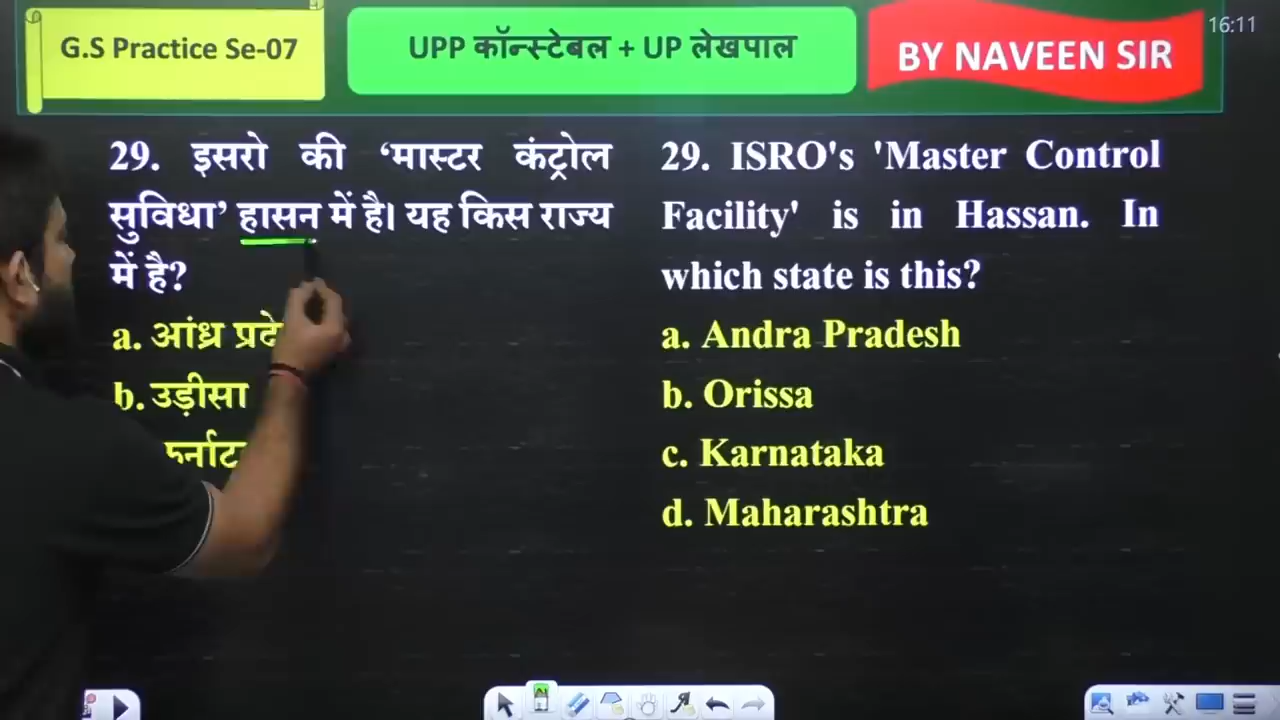 G.S Practice Se-07
UPP कॉन्स्टेबल + UP लेखपाल
BY NAVEEN SIR
16:11
29. इसरो की ‘मास्टर कंट्रोल
सुविधा’ हासन में है। यह किस राज्य
में है?
a. आंध्र
b. उड़ीसा
29. ISRO's 'Master Control
Facility' is in Hassan. In
which state is this?
a. Andra Pradesh
b. Orissa
c. Karnataka
d. Maharashtra